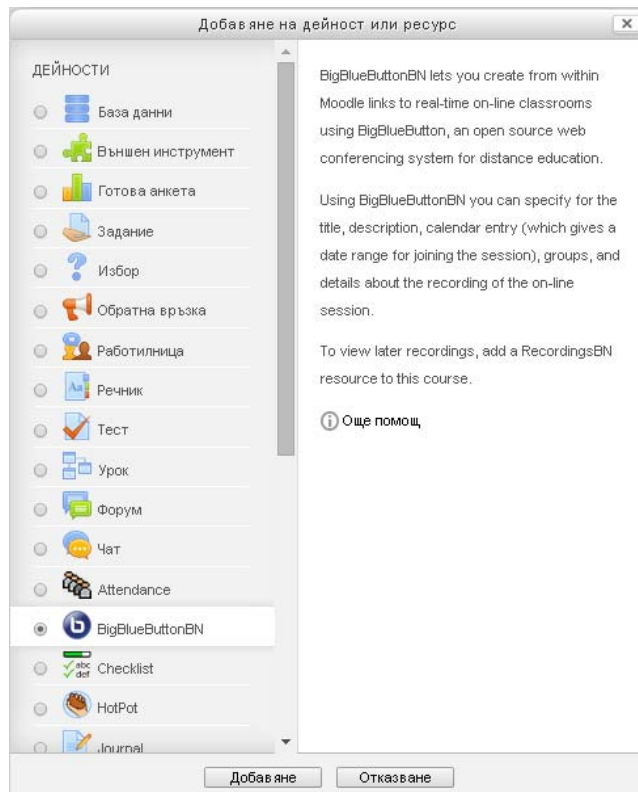 Добавяне на дейност или ресурс
ДЕЙНОСТИ
База данни
Външен инструмент
Готова анкета
Задание
Избор
Обратна връзка
Работилница
Речник
Тест
Урок
Форум
Чат
Attendance
BigBlueButtonBN
abc
def
Checklist
HotPot
Journal
BigBlueButtonBN lets you create from within
Moodle links to real-time on-line classrooms
using BigBlueButton, an open source web
conferencing system for distance education.
Using BigBlueButtonBN you can specify for the
title, description, calendar entry (which gives a
date range for joining the session), groups, and
details about the recording of the on-line
session.
To view later recordings, add a RecordingsBN
resource to this course.
Още помощ
Добавяне
Отказване